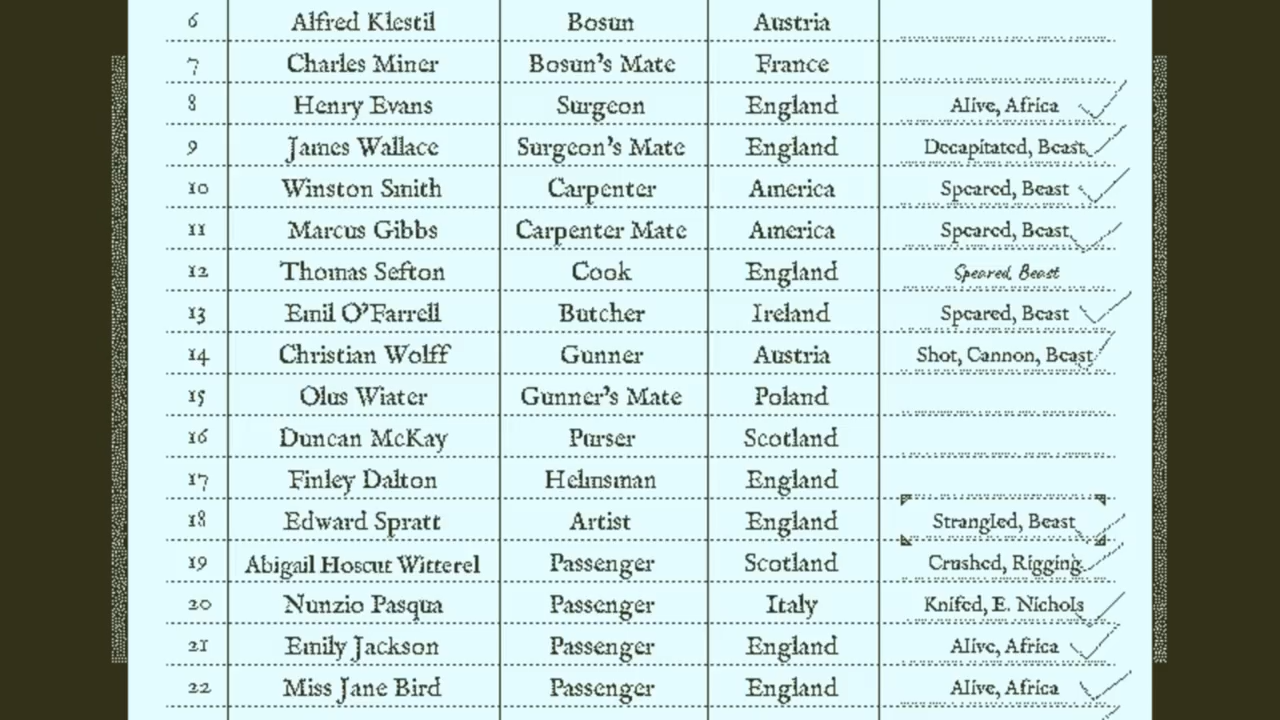 6 Alfred Klestil Bosun Austria
7 Charles Miner Bosun's Mate France
8 Henry Evans Surgeon England Alive, Africa
9 James Wallace Surgeon's Mate England Decapitated, Beast
10 Winston Smith Carpenter America Speared, Beast
11 Marcus Gibbs Carpenter Mate America Speared, Beast
12 Thomas Sefton Cook England Speared, Beast
13 Emil O'Farrell Butcher Ireland Speared, Beast
14 Christian Wolff Gunner Austria Shot, Cannon, Beast
15 Olus Wiater Gunner's Mate Poland
16 Duncan McKay Purser Scotland
17 Finley Dalton Helmsman England
18 Edward Spratt Artist England Strangled, Beast
19 Abigail Hoscut Witterel Passenger Scotland Crushed, Rigging
20 Nunzio Pasqua Passenger Italy Knifed, E. Nichols
21 Emily Jackson Passenger England Alive, Africa
22 Miss Jane Bird Passenger England Alive, Africa